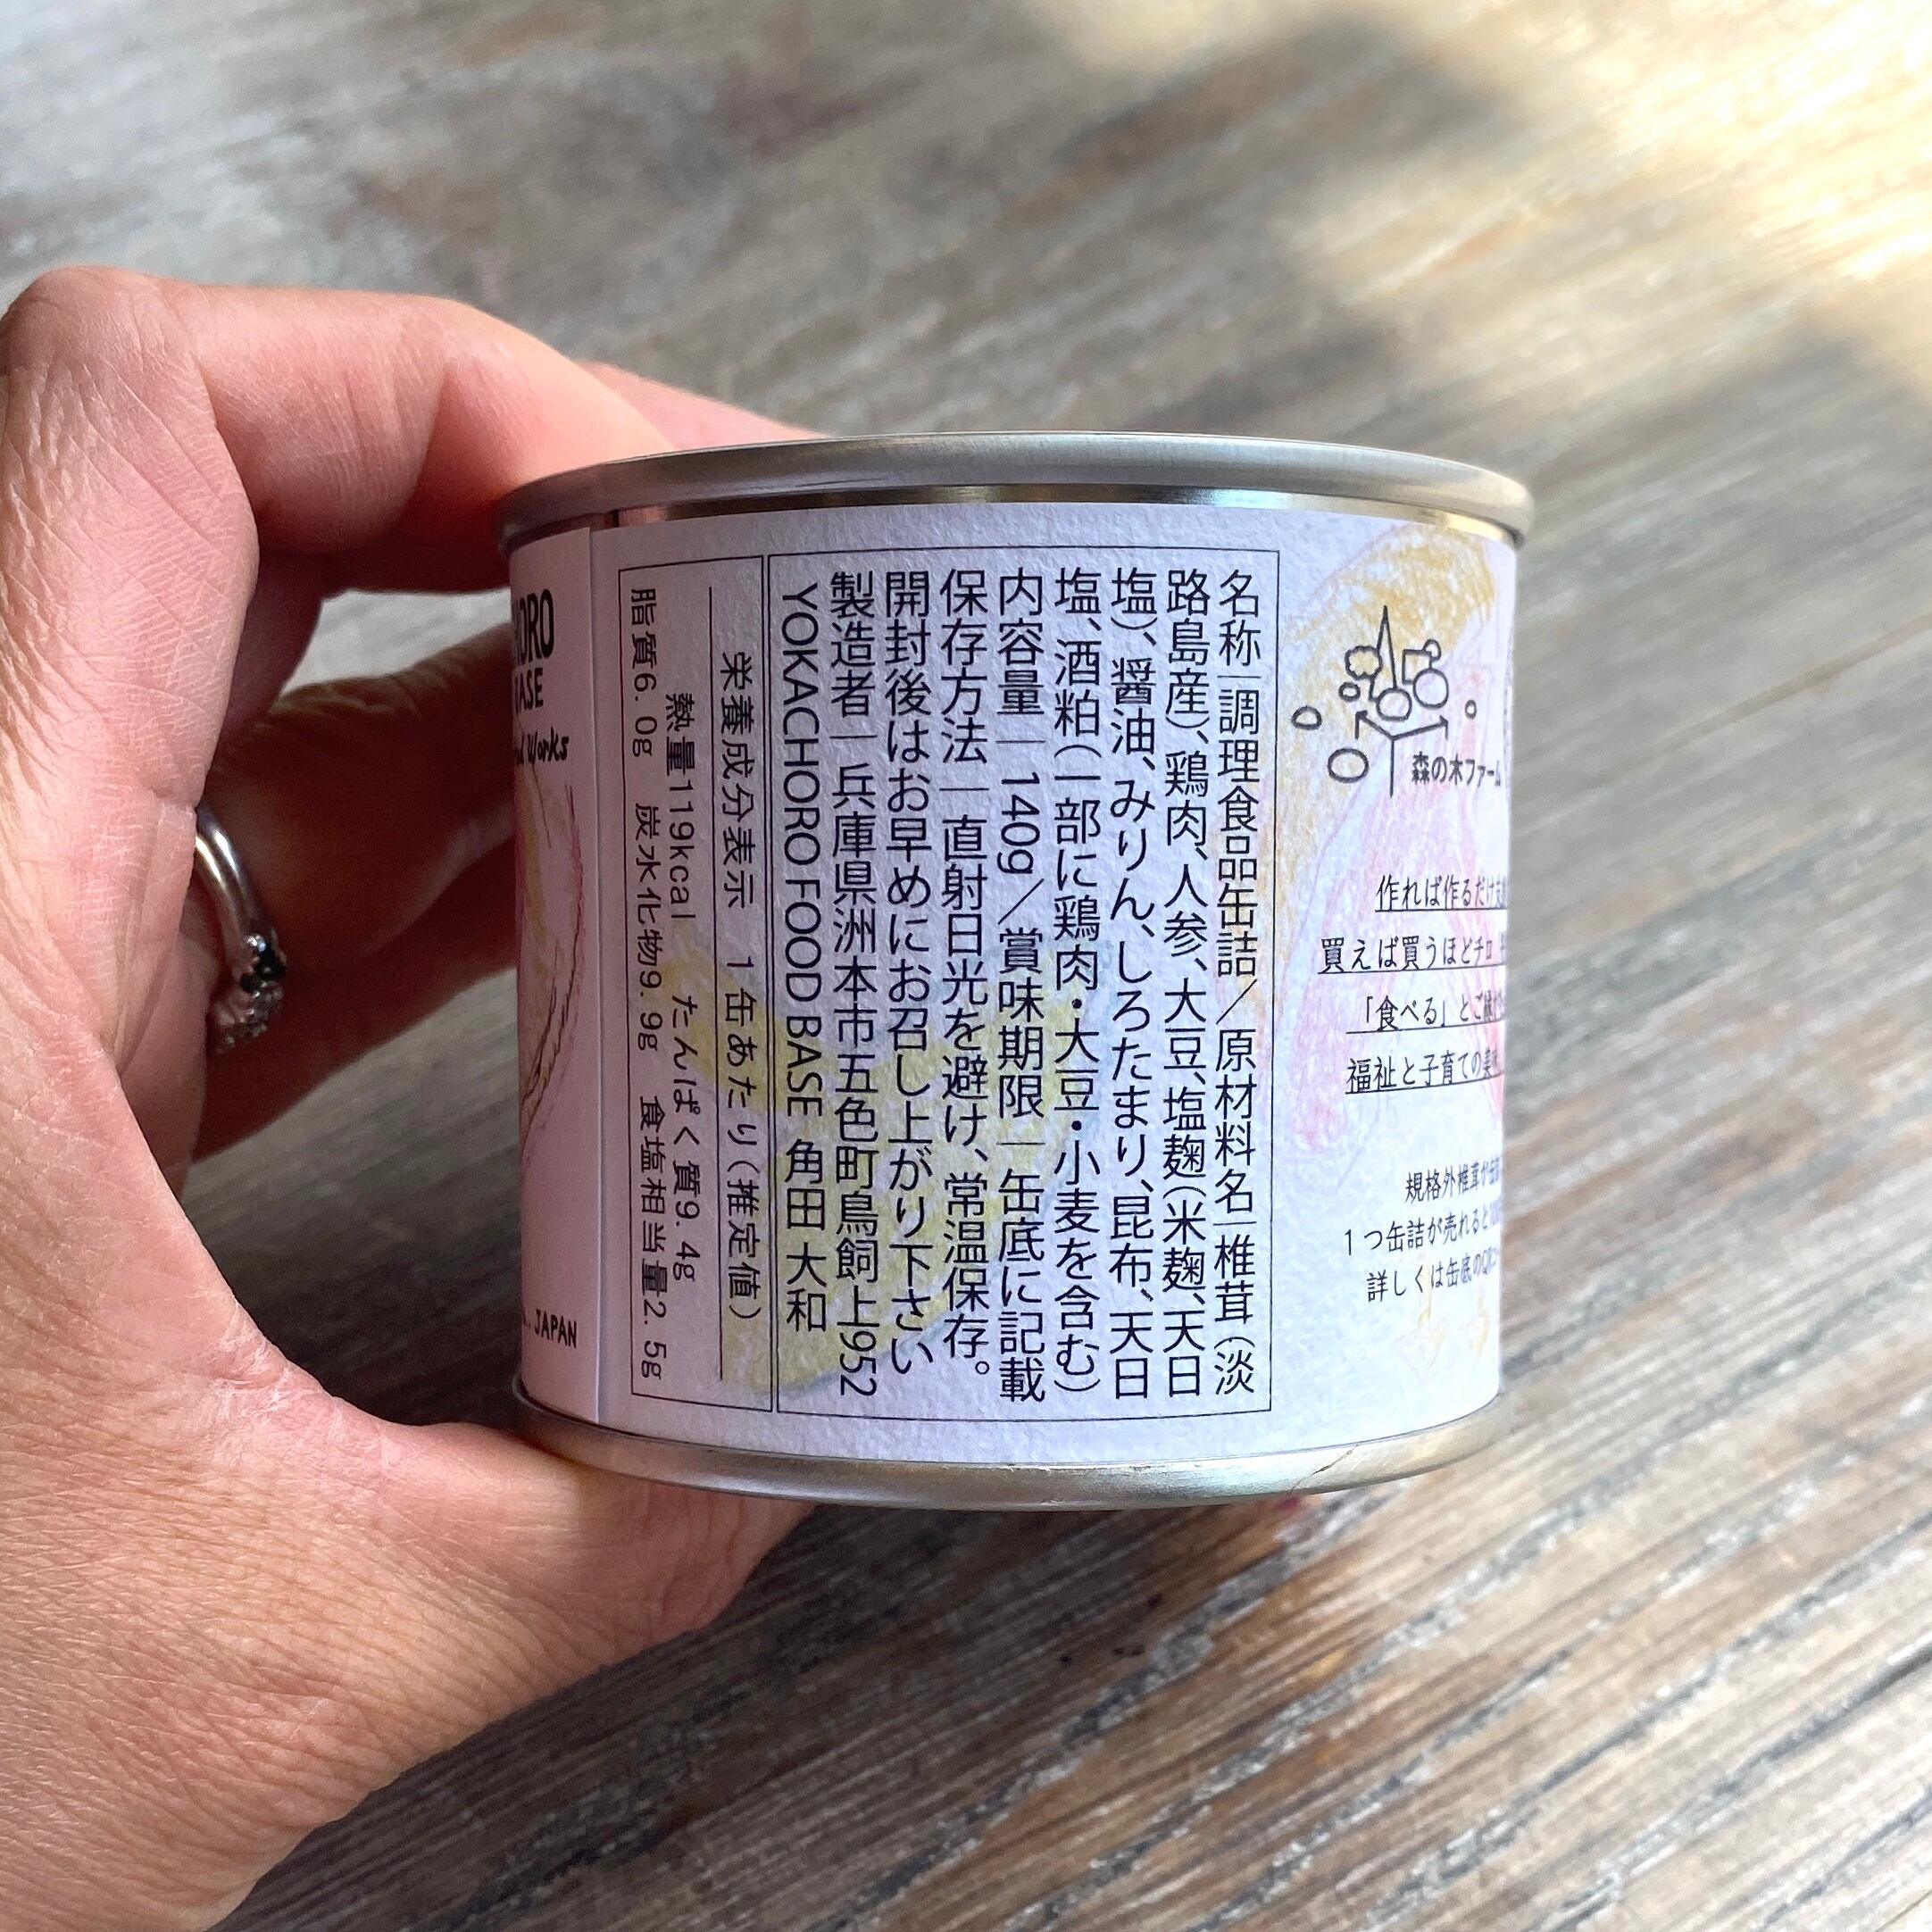 名称｜調理食品缶詰／原材料名｜椎茸（淡
路島産）、鶏肉、人参、大豆、塩麹（米麹、天日
塩）、醤油、みりん、しろたまり、昆布、天日
塩、酒粕（一部に鶏肉・大豆・小麦を含む）
内容量｜140g／賞味期限｜缶底に記載
保存方法｜直射日光を避け、常温保存。
開封後はお早めにお召し上がり下さい
製造者｜兵庫県洲本市五色町鳥飼上952
YOKACHORO FOOD BASE 角田 大和
栄養成分表示 1缶あたり（推定値）
熱量119kcal たんぱく質9.4g
脂質6.0g 炭水化物9.9g 食塩相当量2.5g
森の木ファーム
作れば作るだけ
買えば買うほど
「食べる」と
福祉と子育ての
規格外椎茸が
1つ缶詰が売れると
詳しくは缶底の
Works
JAPAN